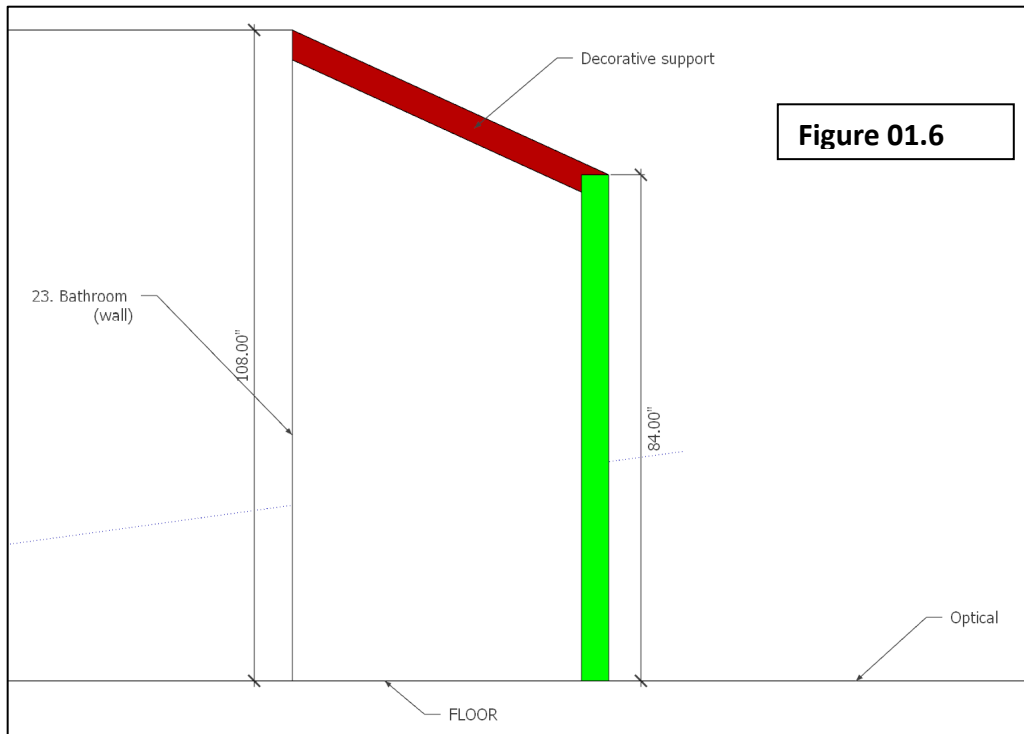 Decorative support
Figure 01.6
23. Bathroom
(wall)
108.00"
84.00"
Optical
FLOOR